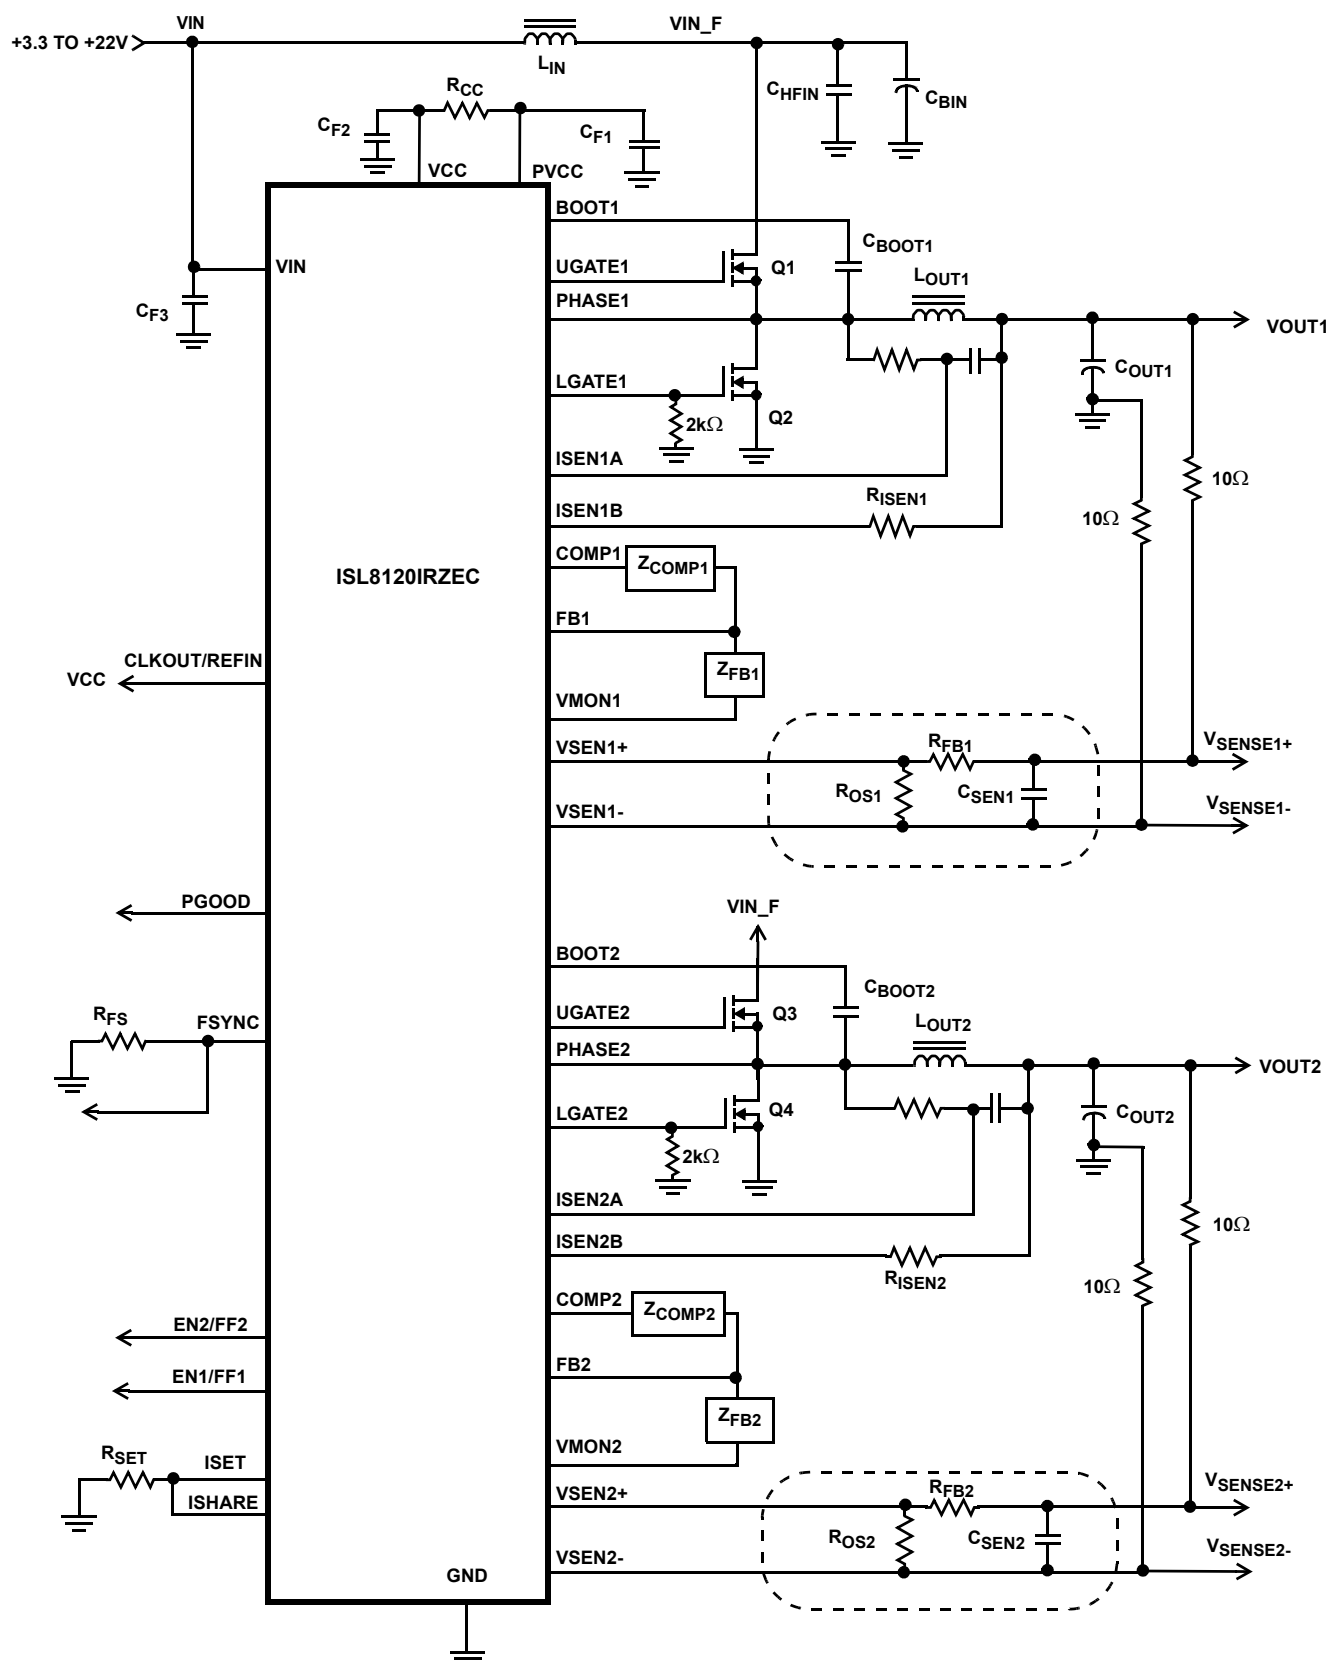 VIN
VIN_F
+3.3 TO +22V
LIN
RCC
CHFIN
CBIN
CF2
CF1
VCC
PVCC
BOOT1
CBOOT1
VIN
UGATE1
Q1
LOUT1
CF3
PHASE1
VOUT1
COUT1
LGATE1
2kΩ
Q2
ISEN1A
10Ω
RISEN1
ISEN1B
10Ω
COMP1
ZCOMP1
ISL8120IRZEC
FB1
CLKOUT/REFIN
VCC
ZFB1
VMON1
VSEN1+
RFB1
VSENSE1+
ROS1
CSEN1
VSEN1-
VSENSE1-
PGOOD
VIN_F
BOOT2
CBOOT2
RFS
FSYNC
UGATE2
Q3
LOUT2
PHASE2
VOUT2
LGATE2
Q4
COUT2
2kΩ
ISEN2A
10Ω
ISEN2B
RISEN2
10Ω
COMP2
ZCOMP2
EN2/FF2
FB2
EN1/FF1
ZFB2
VMON2
RSET
ISET
ISHARE
VSEN2+
RFB2
VSENSE2+
ROS2
CSEN2
VSEN2-
VSENSE2-
GND